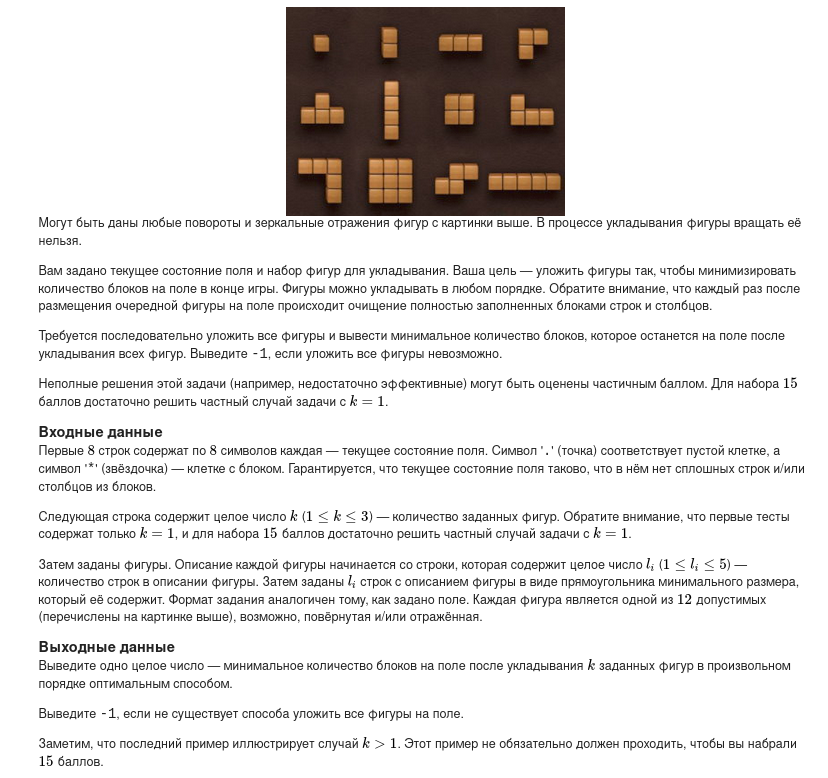 Могут быть даны любые повороты и зеркальные отражения фигур с картинки выше. В процессе укладывания фигуры вращать её
нельзя.
Вам задано текущее состояние поля и набор фигур для укладывания. Ваша цель — уложить фигуры так, чтобы минимизировать
количество блоков на поле в конце игры. Фигуры можно укладывать в любом порядке. Обратите внимание, что каждый раз после
размещения очередной фигуры на поле происходит очищение полностью заполненных блоками строк и столбцов.
Требуется последовательно уложить все фигуры и вывести минимальное количество блоков, которое останется на поле после
укладывания всех фигур. Выведите -1, если уложить все фигуры невозможно.
Неполные решения этой задачи (например, недостаточно эффективные) могут быть оценены частичным баллом. Для набора 15
баллов достаточно решить частный случай задачи с k = 1.
Входные данные
Первые 8 строк содержат по 8 символов каждая — текущее состояние поля. Символ '.' (точка) соответствует пустой клетке, а
символ '*' (звёздочка) — клетке с блоком. Гарантируется, что текущее состояние поля таково, что в нём нет сплошных строк и/или
столбцов из блоков.
Следующая строка содержит целое число k (1 ≤ k ≤ 3) — количество заданных фигур. Обратите внимание, что первые тесты
содержат только k = 1, и для набора 15 баллов достаточно решить частный случай задачи с k = 1.
Затем заданы фигуры. Описание каждой фигуры начинается со строки, которая содержит целое число lᵢ (1 ≤ lᵢ ≤ 5) —
количество строк в описании фигуры. Затем заданы lᵢ строк с описанием фигуры в виде прямоугольника минимального размера,
который её содержит. Формат задания аналогичен тому, как задано поле. Каждая фигура является одной из 12 допустимых
(перечислены на картинке выше), возможно, повёрнутая и/или отражённая.
Выходные данные
Выведите одно целое число — минимальное количество блоков на поле после укладывания k заданных фигур в произвольном
порядке оптимальным способом.
Выведите -1, если не существует способа уложить все фигуры на поле.
Заметим, что последний пример иллюстрирует случай k > 1. Этот пример не обязательно должен проходить, чтобы вы набрали
15 баллов.